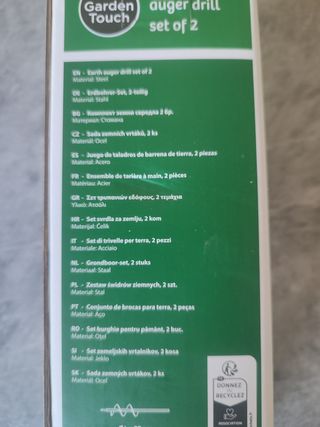 Garden
Touch
auger drill
set of 2
EN - Earth auger drill set of 2
Material: Steel
DE - Erdbohrer-Set, 2-teilig
Material: Stahl
BG - Комплект земни свредла 2 бр.
Материал: Стомана
CZ - Sada zemních vrtáků, 2 ks
Materiál: Ocel
ES - Juego de taladros de barrena de tierra, 2 piezas
Material: Acero
FR - Ensemble de tarière à main, 2 pièces
Matériau: Acier
GR - Σετ τρυπανιών εδάφους, 2 τεμάχια
Υλικό: Ατσάλι
HR - Set svrdla za zemlju, 2 kom
Materijal: Čelik
IT - Set di trivelle per terra, 2 pezzi
Materiale: Acciaio
NL - Grondboor-set, 2 stuks
Materiaal: Staal
PL - Zestaw świdrów ziemnych, 2 szt.
Materiał: Stal
PT - Conjunto de brocas para terra, 2 peças
Material: Aço
RO - Set burghie pentru pământ, 2 buc.
Material: Oțel
SI - Set zemeljskih vrtalnikov, 2 kosa
Material: Jeklo
SK - Sada zemných vrtákov, 2 ks
Materiál: Oceľ
DONNEZ
OU
RECYCLEZ
ASSOCIATION